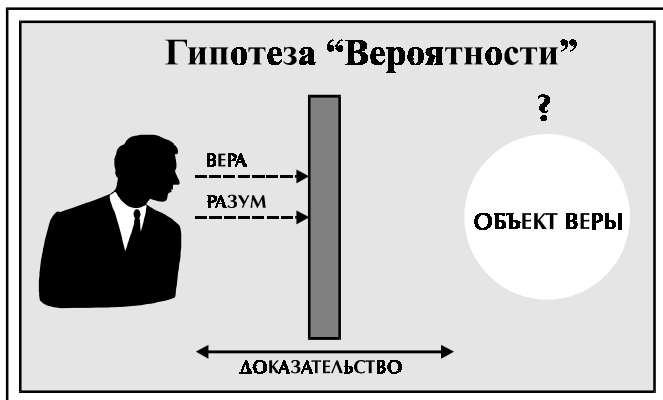 Гипотеза “Вероятности”
?
ВЕРА
РАЗУМ
ОБЪЕКТ ВЕРЫ
ДОКАЗАТЕЛЬСТВО